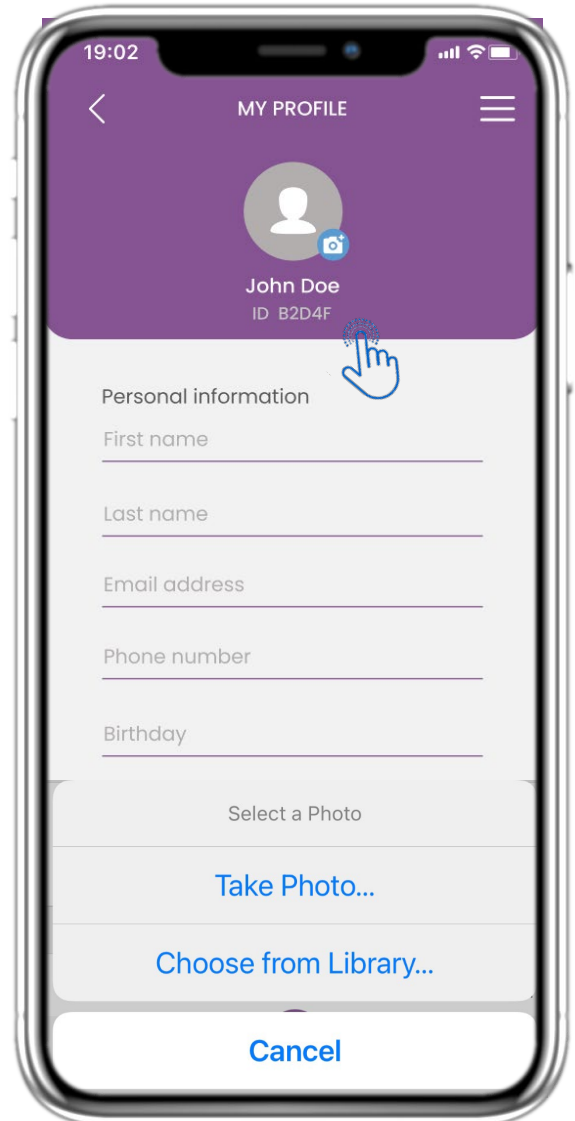 19:02
MY PROFILE
John Doe
ID B2D4F
Personal information
First name
Last name
Email address
Phone number
Birthday
Select a Photo
Take Photo...
Choose from Library...
Cancel